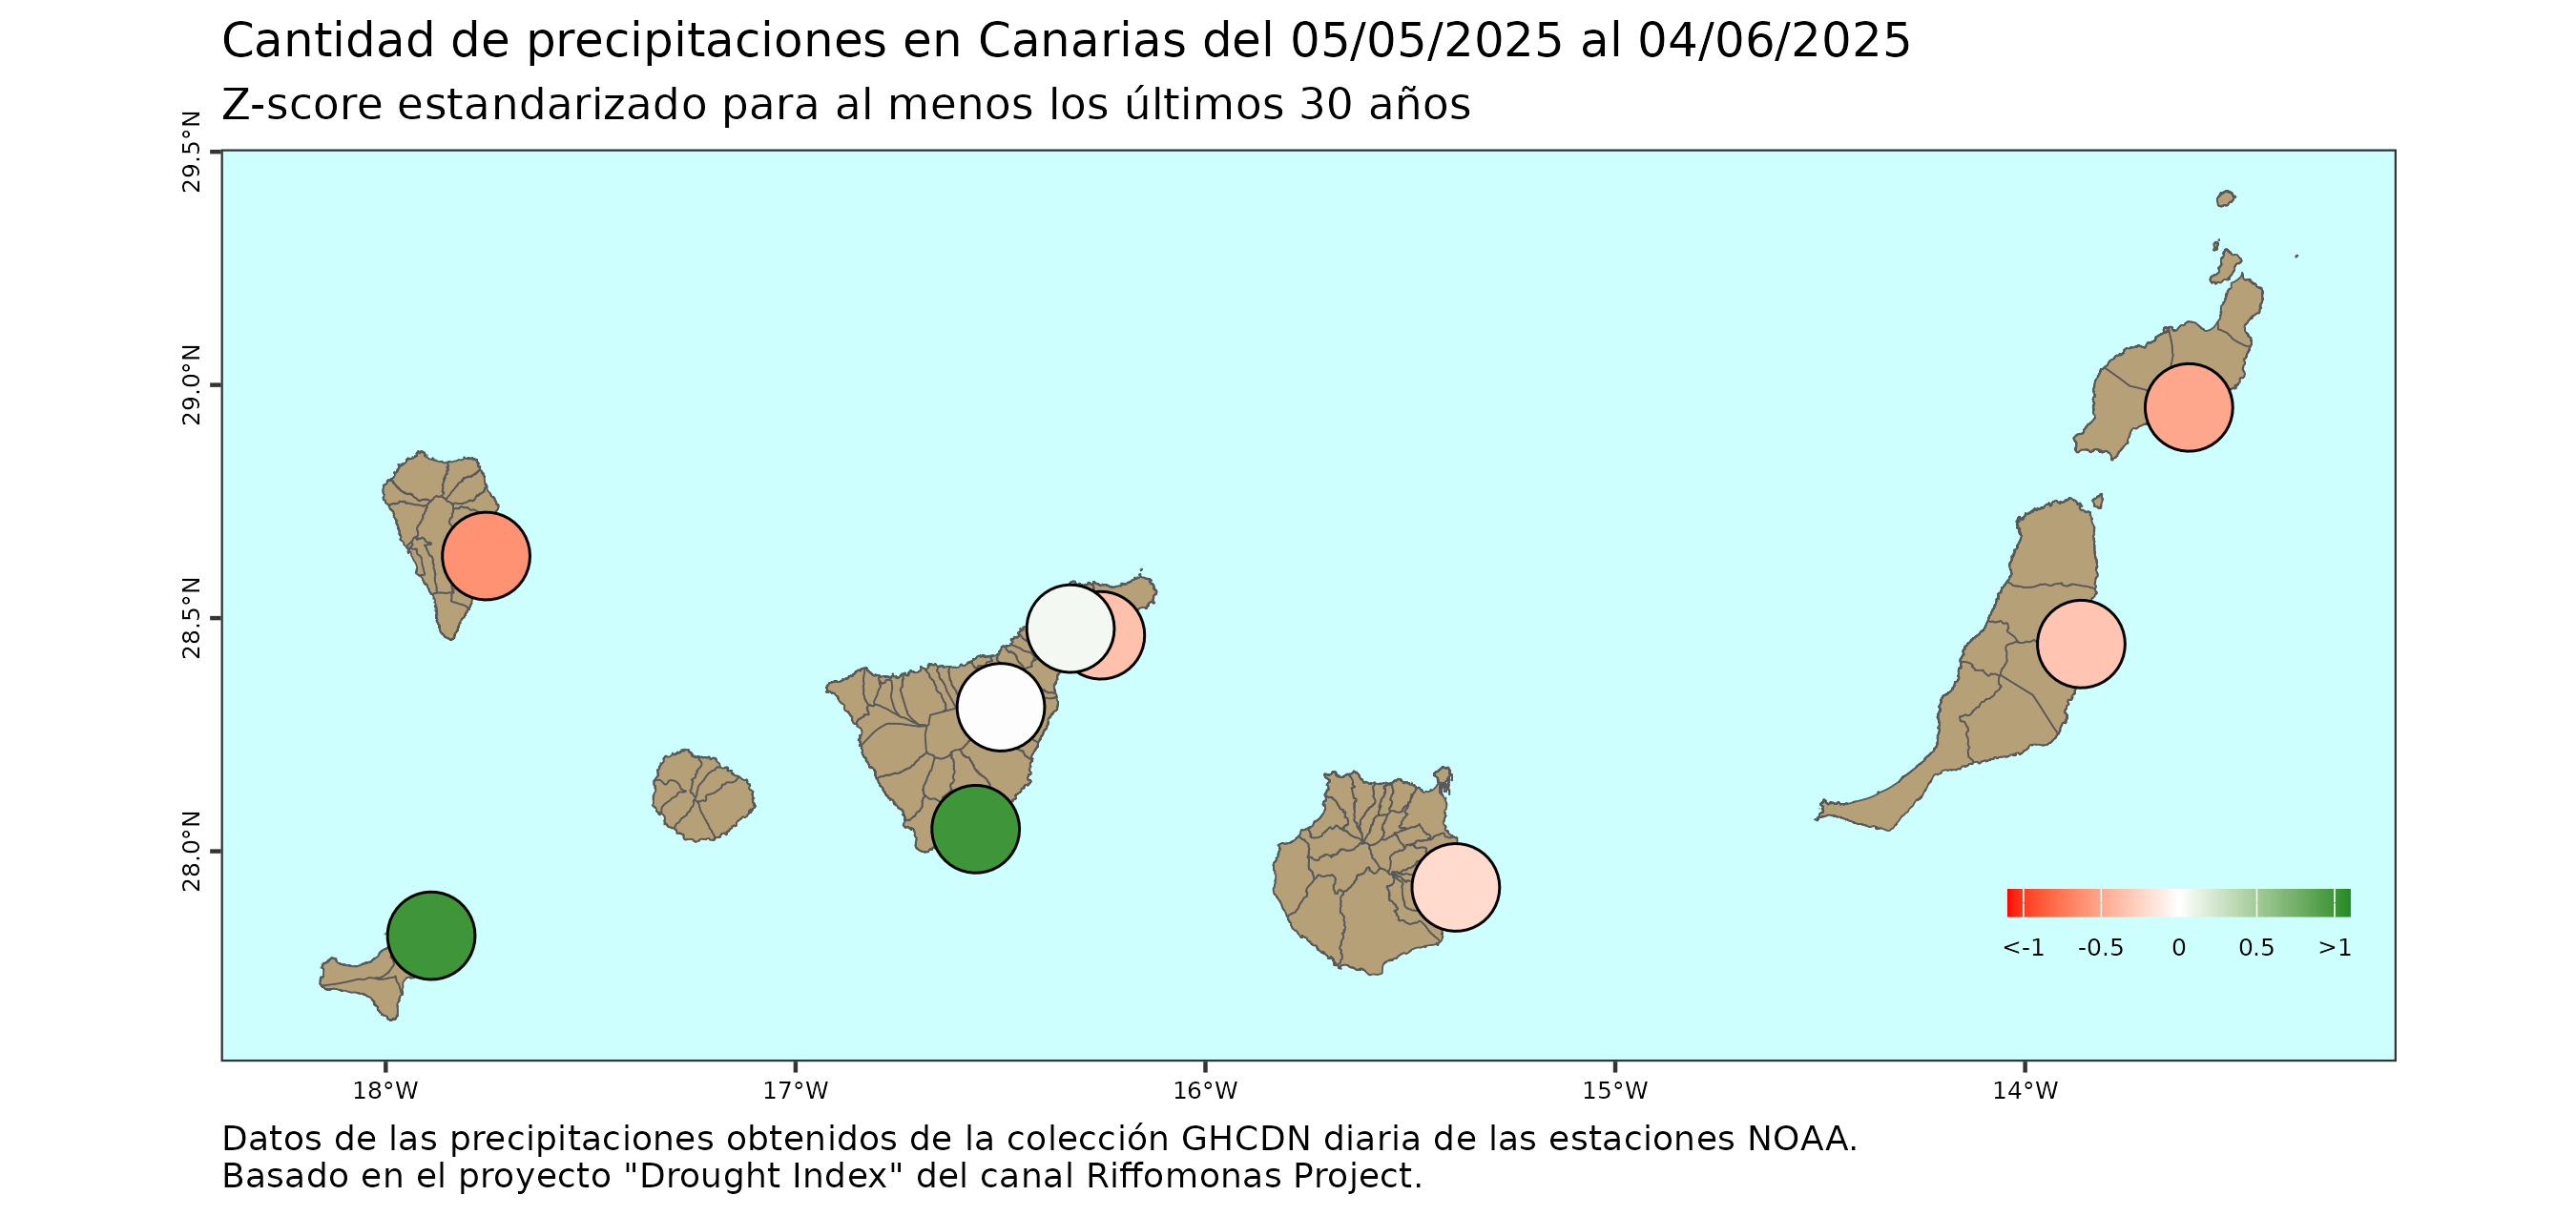 Cantidad de precipitaciones en Canarias del 05/05/2025 al 04/06/2025
Z-score estandarizado para al menos los últimos 30 años
29.5°N
29.0°N
28.5°N
28.0°N
<-1 -0.5 0 0.5 >1
18°W 17°W 16°W 15°W 14°W
Datos de las precipitaciones obtenidos de la colección GHCDN diaria de las estaciones NOAA.
Basado en el proyecto "Drought Index" del canal Riffomonas Project.